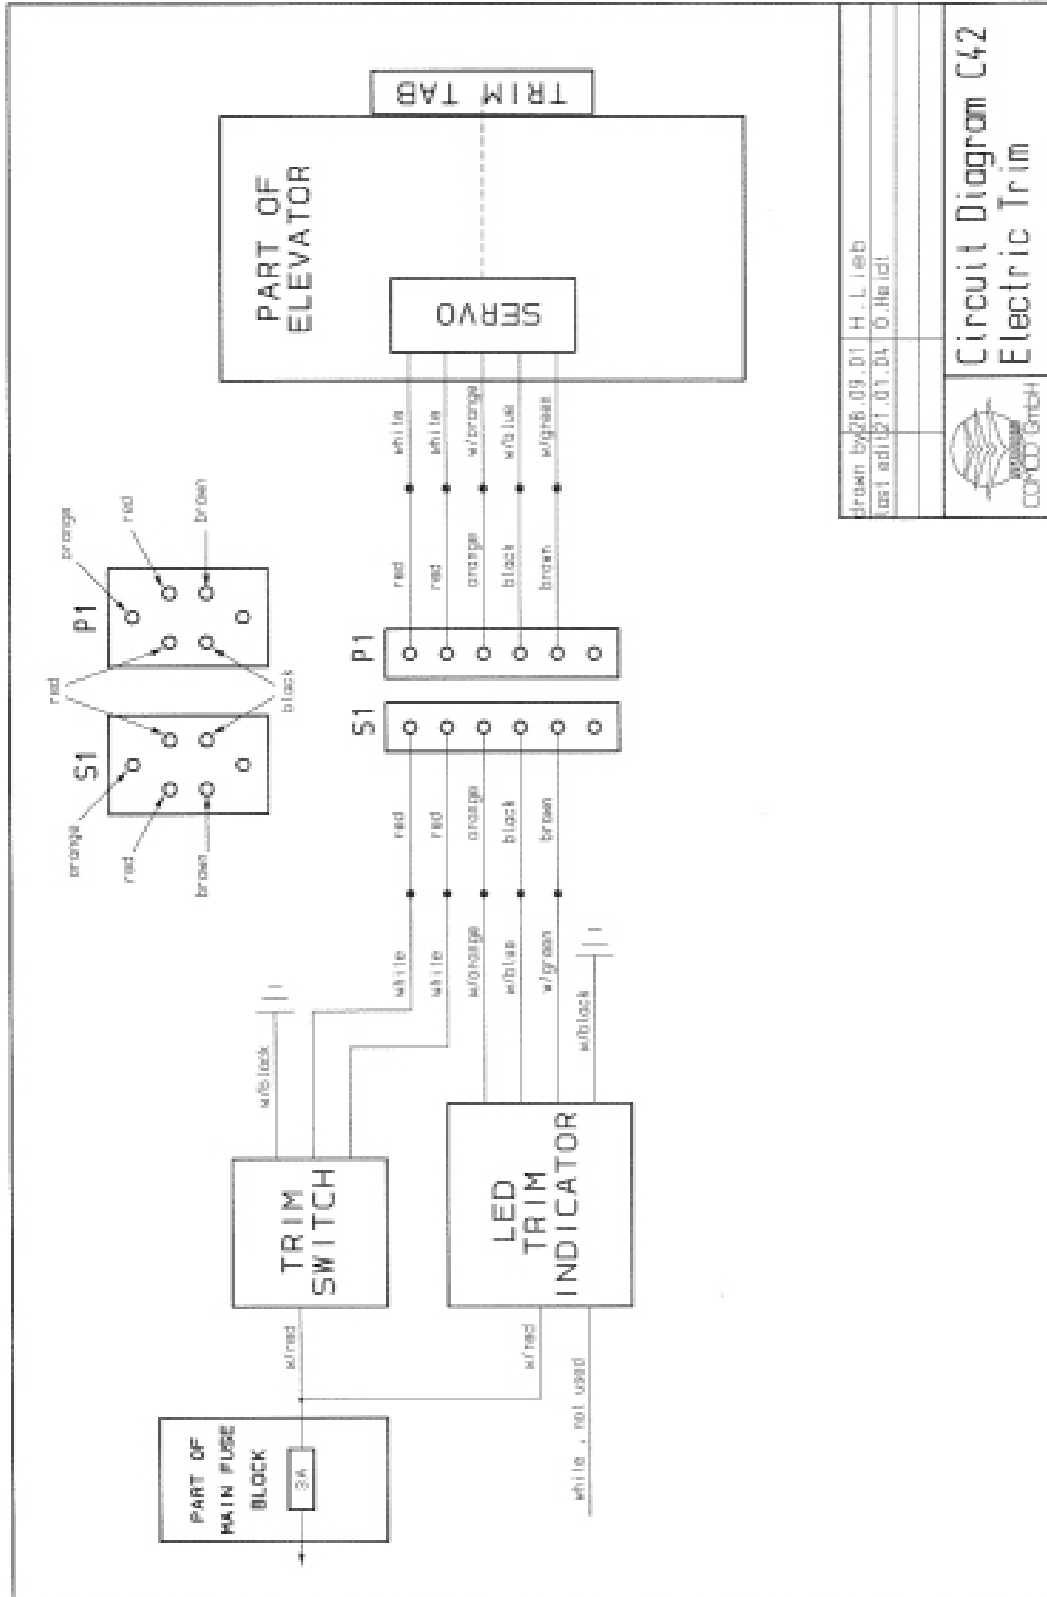 PART OF
MAIN FUSE
BLOCK
3A
w/red
w/red
white , not used
TRIM
SWITCH
LED
TRIM
INDICATOR
w/black
w/black
white
white
w/orange
w/blue
w/green
red
red
orange
black
brown
S1
P1
red
red
orange
black
brown
white
white
w/orange
w/blue
w/green
SERVO
PART OF
ELEVATOR
TRIM TAB
S1
orange
red
brown
red
black
P1
orange
red
brown
drawn by 28.09.01 H.Lieb
last edit 21.01.04 O.Heidl
COMCO GmbH
Circuit Diagram C42
Electric Trim